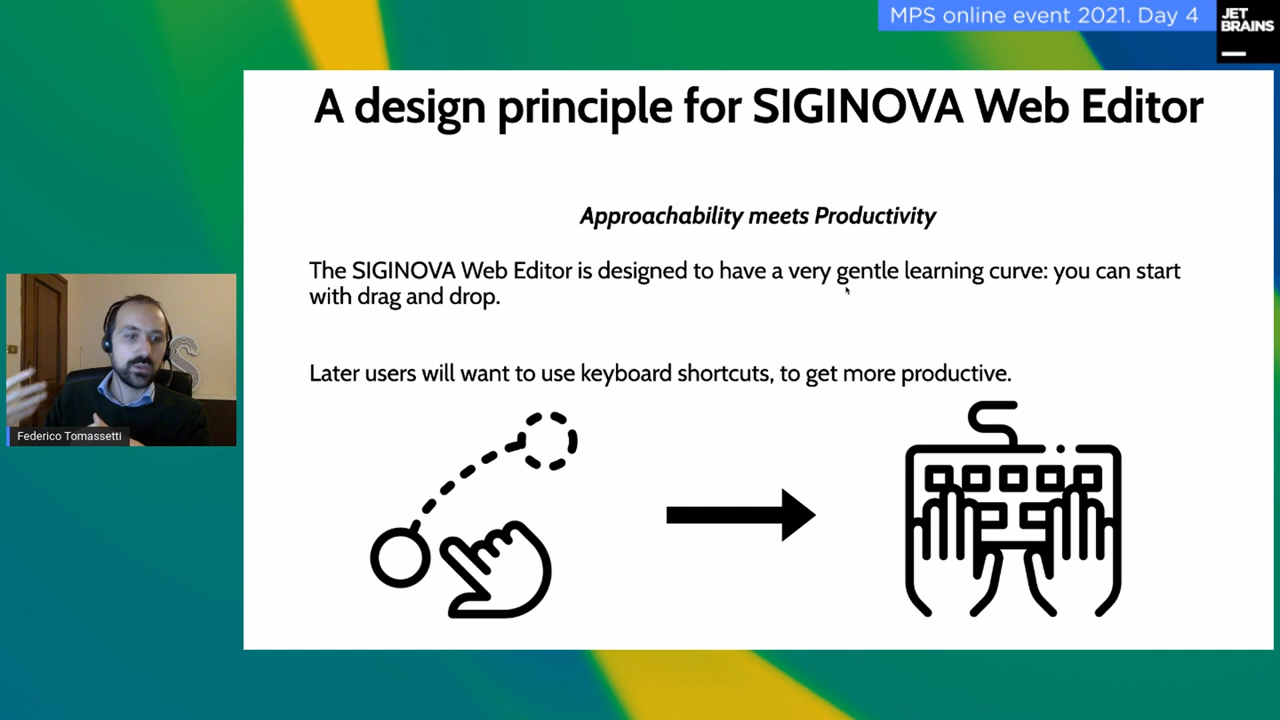 MPS online event 2021. Day 4
JET
BRAINS
A design principle for SIGINOVA Web Editor
Approachability meets Productivity
The SIGINOVA Web Editor is designed to have a very gentle learning curve: you can start
with drag and drop.
Later users will want to use keyboard shortcuts, to get more productive.
Federico Tomassetti